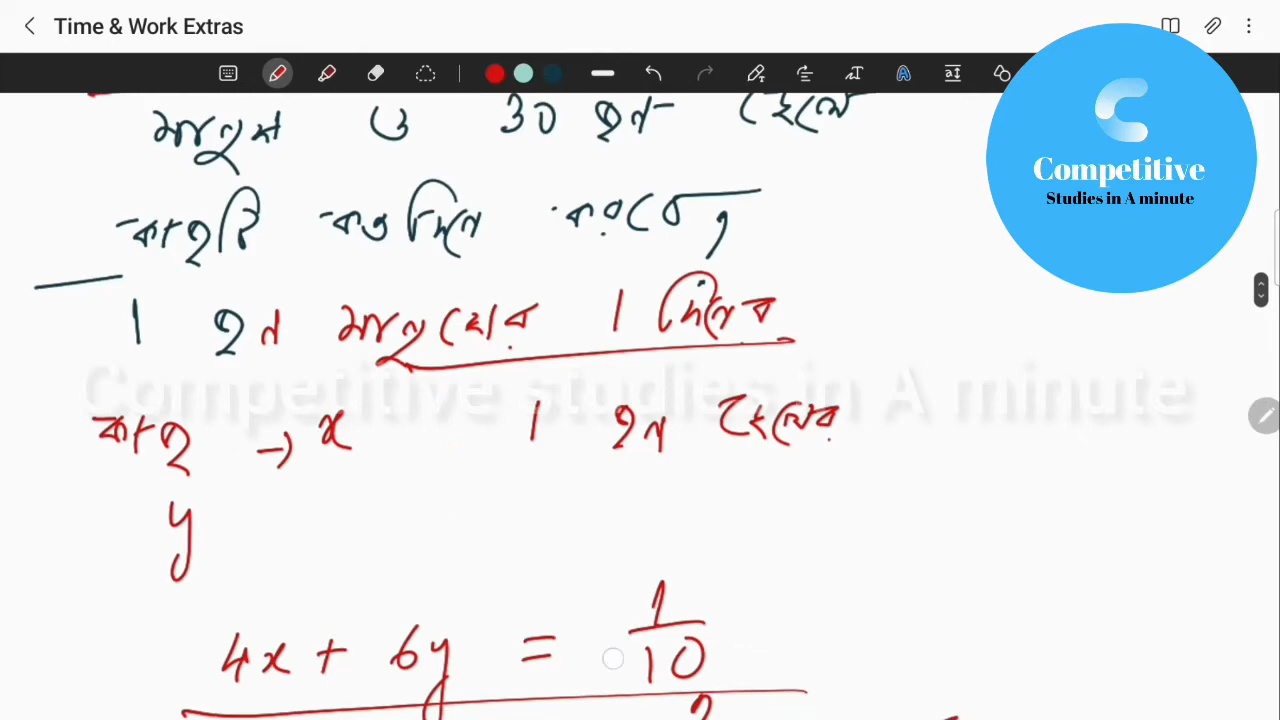 Time & Work Extras
Competitive
Studies in A minute
মানুষ ও 30 জন ছেলে
কাজটি কত দিনে করবে?
1 জন মানুষের 1 দিনের
Competitive studies in A minute
কাজ → x 1 জন ছেলের
y
4x + 6y = 1/10